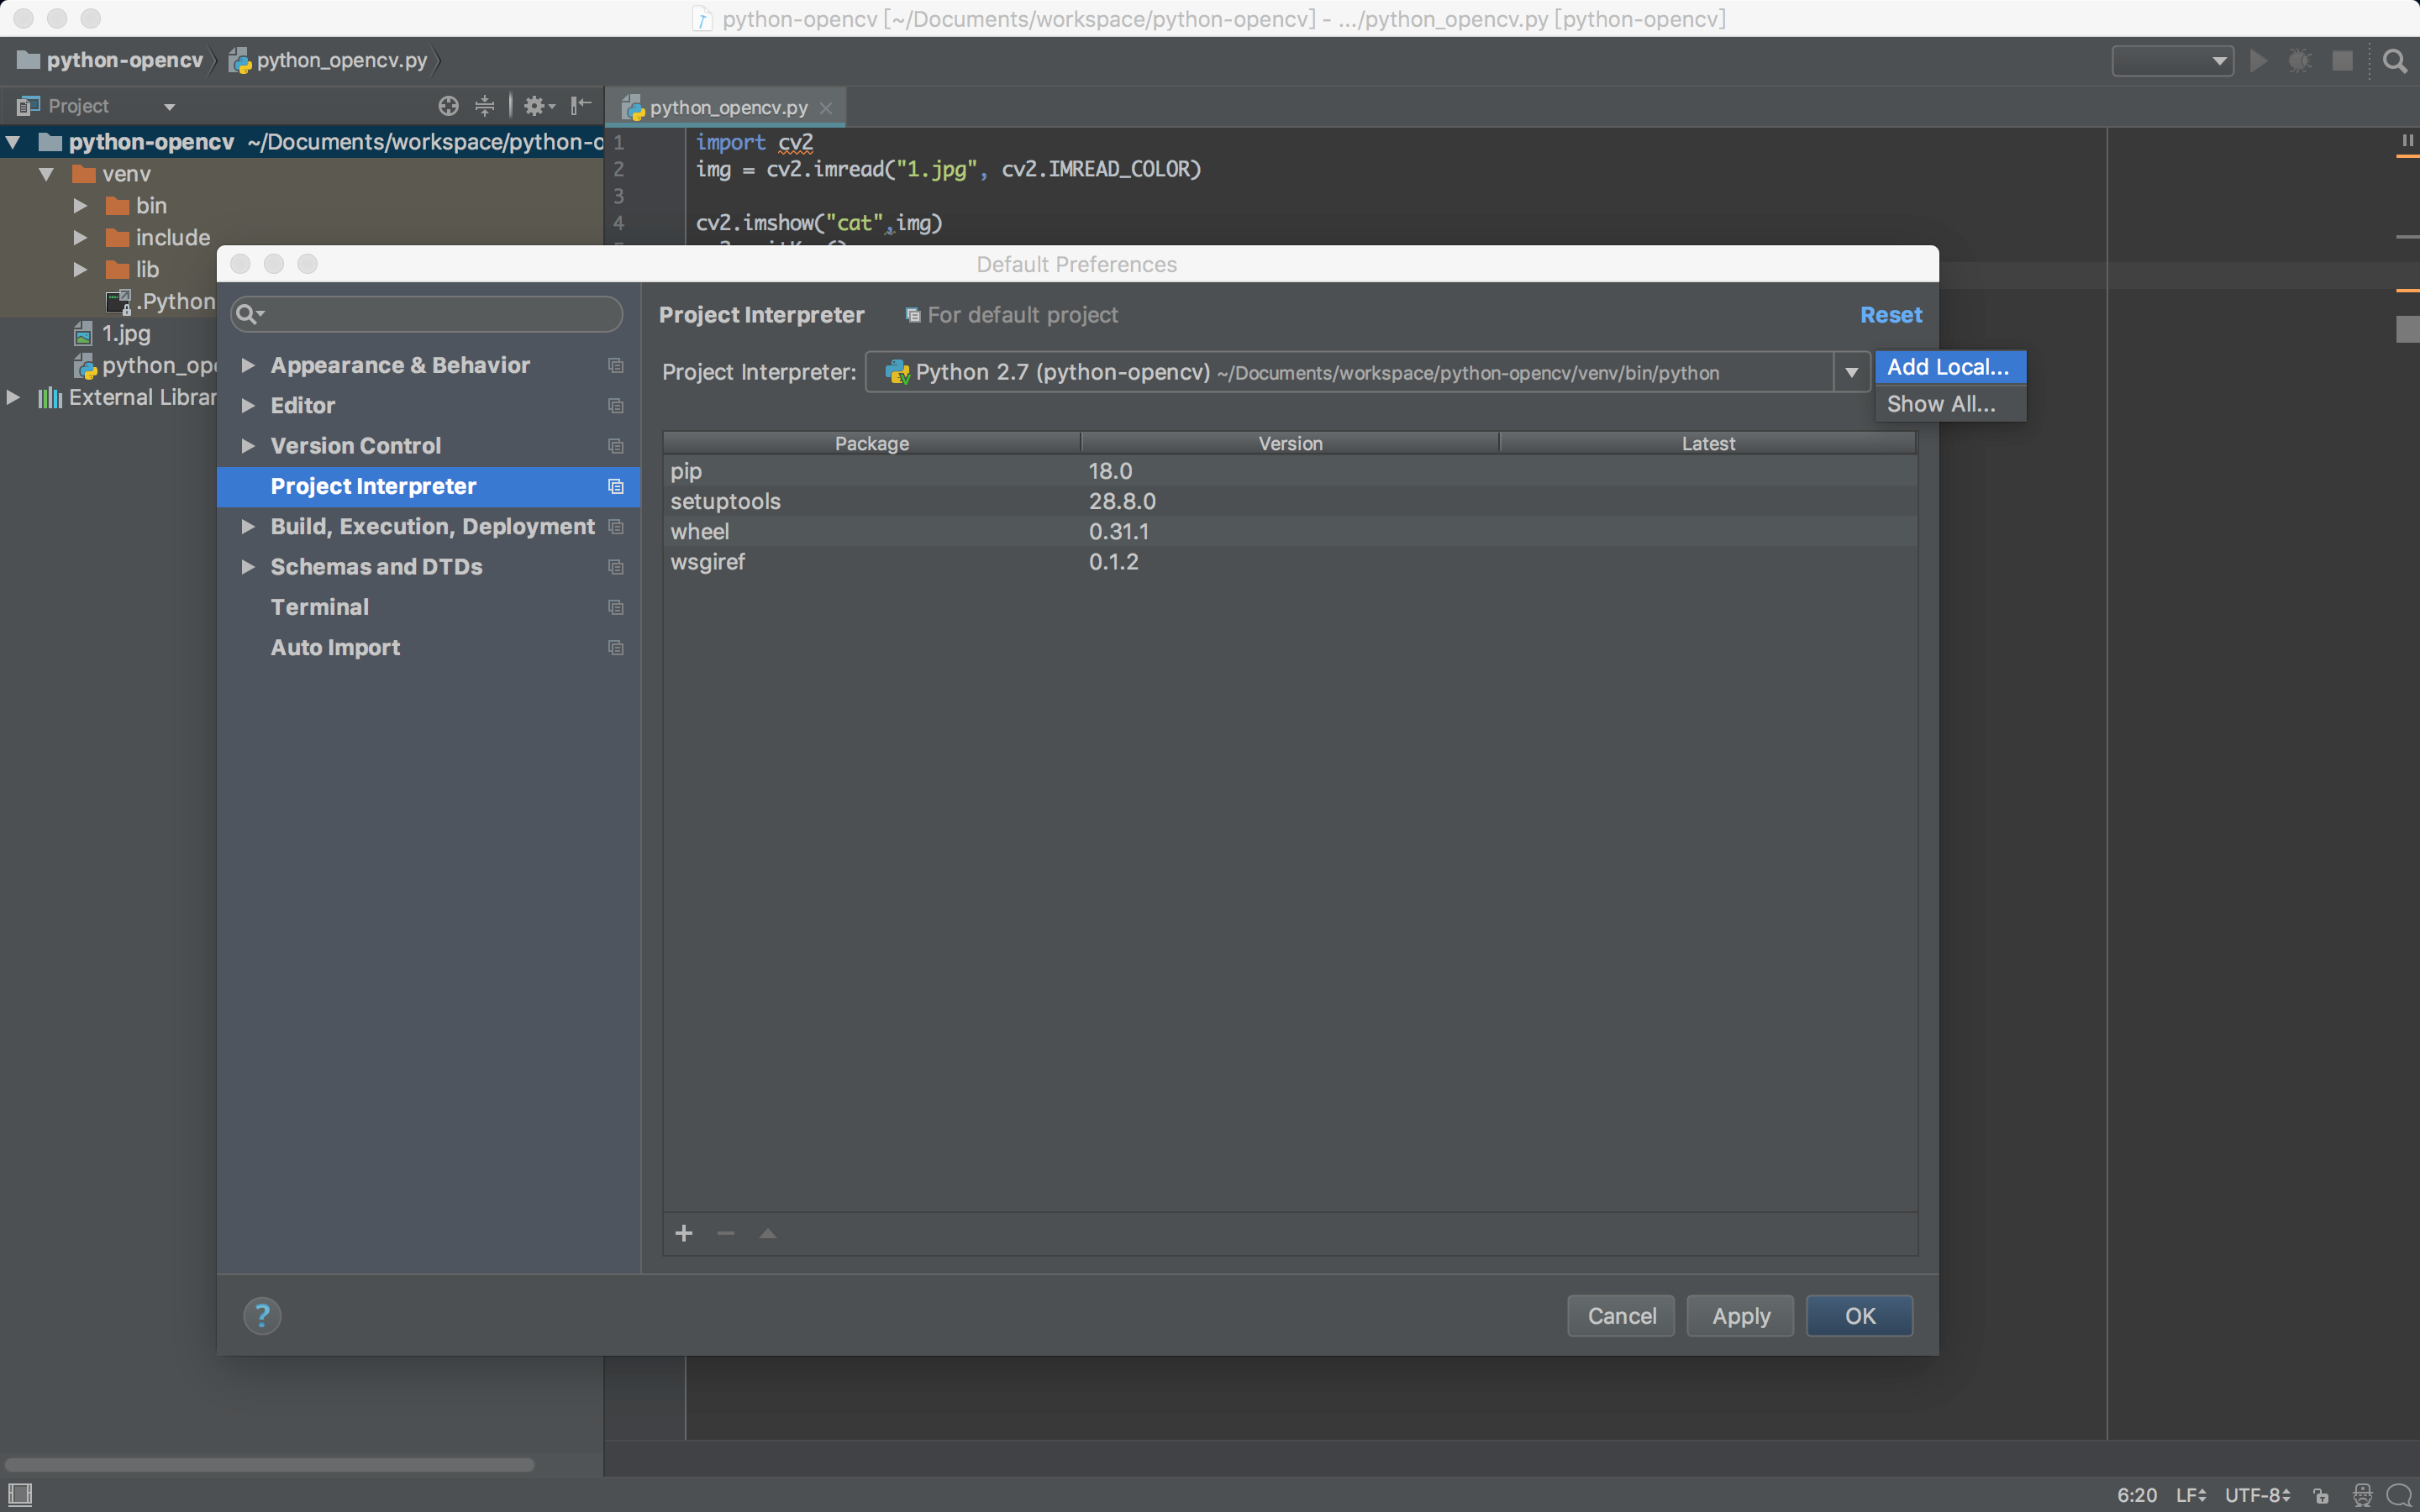 python-opencv [~/Documents/workspace/python-opencv] - .../python_opencv.py [python-opencv]
python-opencv python_opencv.py
Project
python_opencv.py
python-opencv ~/Documents/workspace/python-o
venv
bin
include
lib
.Python
1.jpg
python_ope
External Librar
1 import cv2
2 img = cv2.imread("1.jpg", cv2.IMREAD_COLOR)
3
4 cv2.imshow("cat",img)
Default Preferences
Appearance & Behavior
Editor
Version Control
Project Interpreter
Build, Execution, Deployment
Schemas and DTDs
Terminal
Auto Import
Project Interpreter For default project Reset
Project Interpreter: Python 2.7 (python-opencv) ~/Documents/workspace/python-opencv/venv/bin/python
Add Local...
Show All...
Package Version Latest
pip 18.0
setuptools 28.8.0
wheel 0.31.1
wsgiref 0.1.2
? Cancel Apply OK
6:20 LF UTF-8